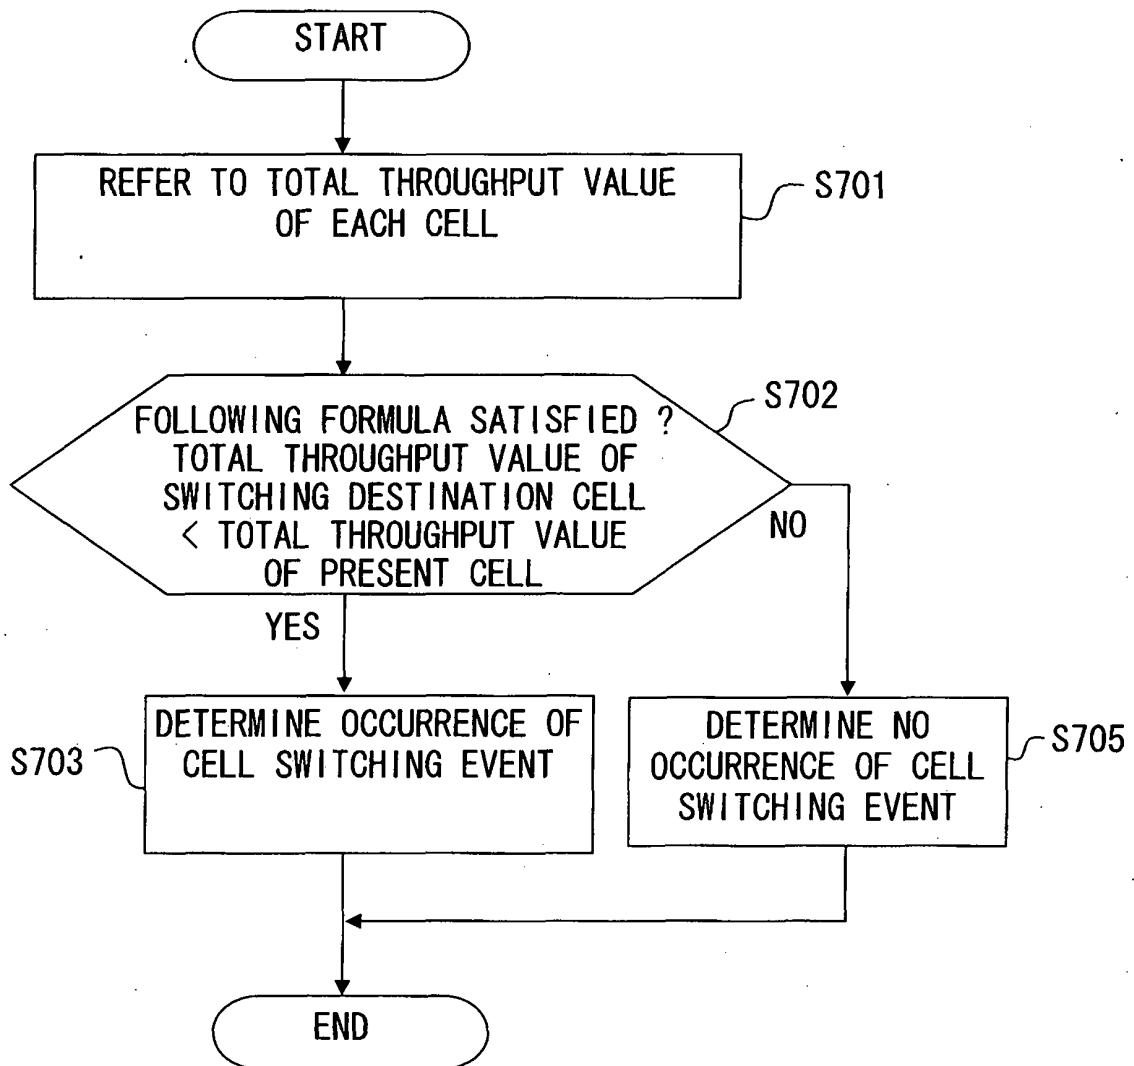 START
REFER TO TOTAL THROUGHPUT VALUE
OF EACH CELL
S701
FOLLOWING FORMULA SATISFIED ?
TOTAL THROUGHPUT VALUE OF
SWITCHING DESTINATION CELL
< TOTAL THROUGHPUT VALUE
OF PRESENT CELL
S702
NO
YES
DETERMINE OCCURRENCE OF
CELL SWITCHING EVENT
S703
DETERMINE NO
OCCURRENCE OF CELL
SWITCHING EVENT
S705
END